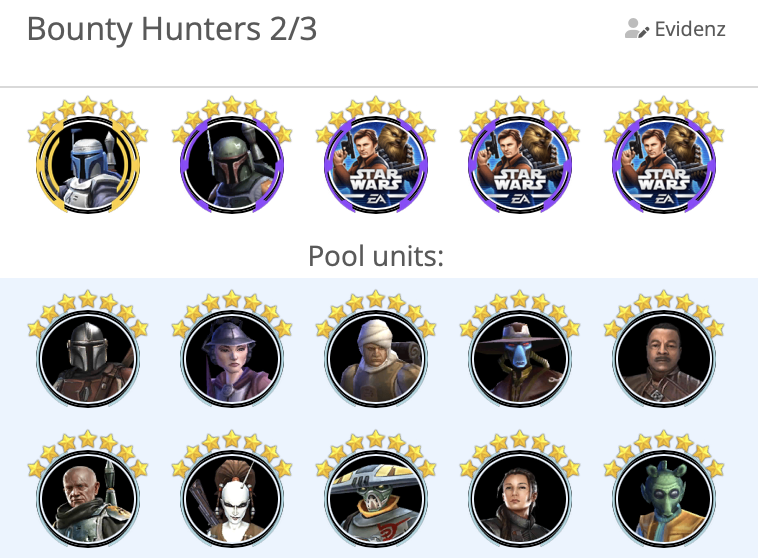 Bounty Hunters 2/3
Evidenz
STAR
WARS
EA
STAR
WARS
EA
STAR
WARS
EA
Pool units: